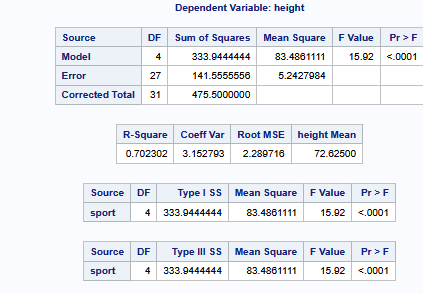 Dependent Variable: height
Source DF Sum of Squares Mean Square F Value Pr > F
Model 4 333.9444444 83.4861111 15.92 <.0001
Error 27 141.5555556 5.2427984
Corrected Total 31 475.5000000
R-Square Coeff Var Root MSE height Mean
0.702302 3.152793 2.289716 72.62500
Source DF Type I SS Mean Square F Value Pr > F
sport 4 333.9444444 83.4861111 15.92 <.0001
Source DF Type III SS Mean Square F Value Pr > F
sport 4 333.9444444 83.4861111 15.92 <.0001